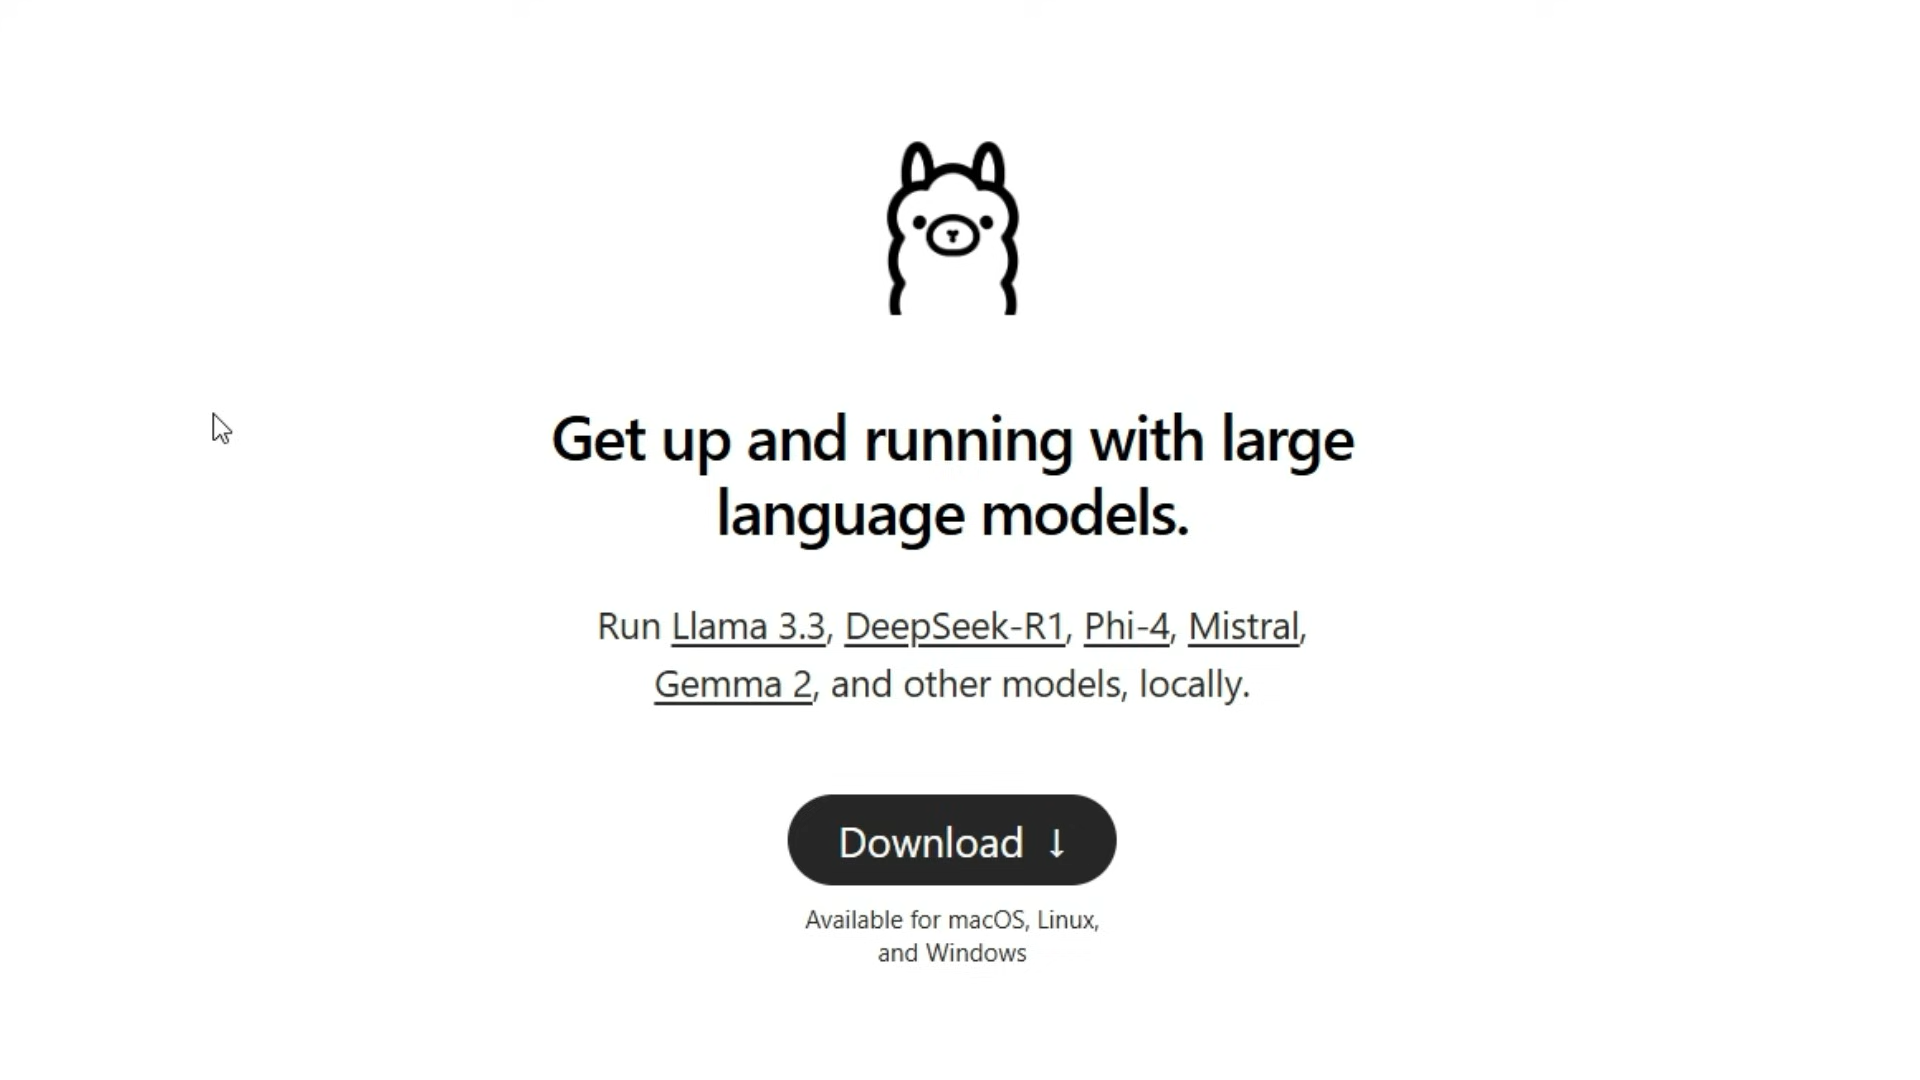 Get up and running with large
language models.
Run Llama 3.3, DeepSeek-R1, Phi-4, Mistral,
Gemma 2, and other models, locally.
Download ↓
Available for macOS, Linux,
and Windows